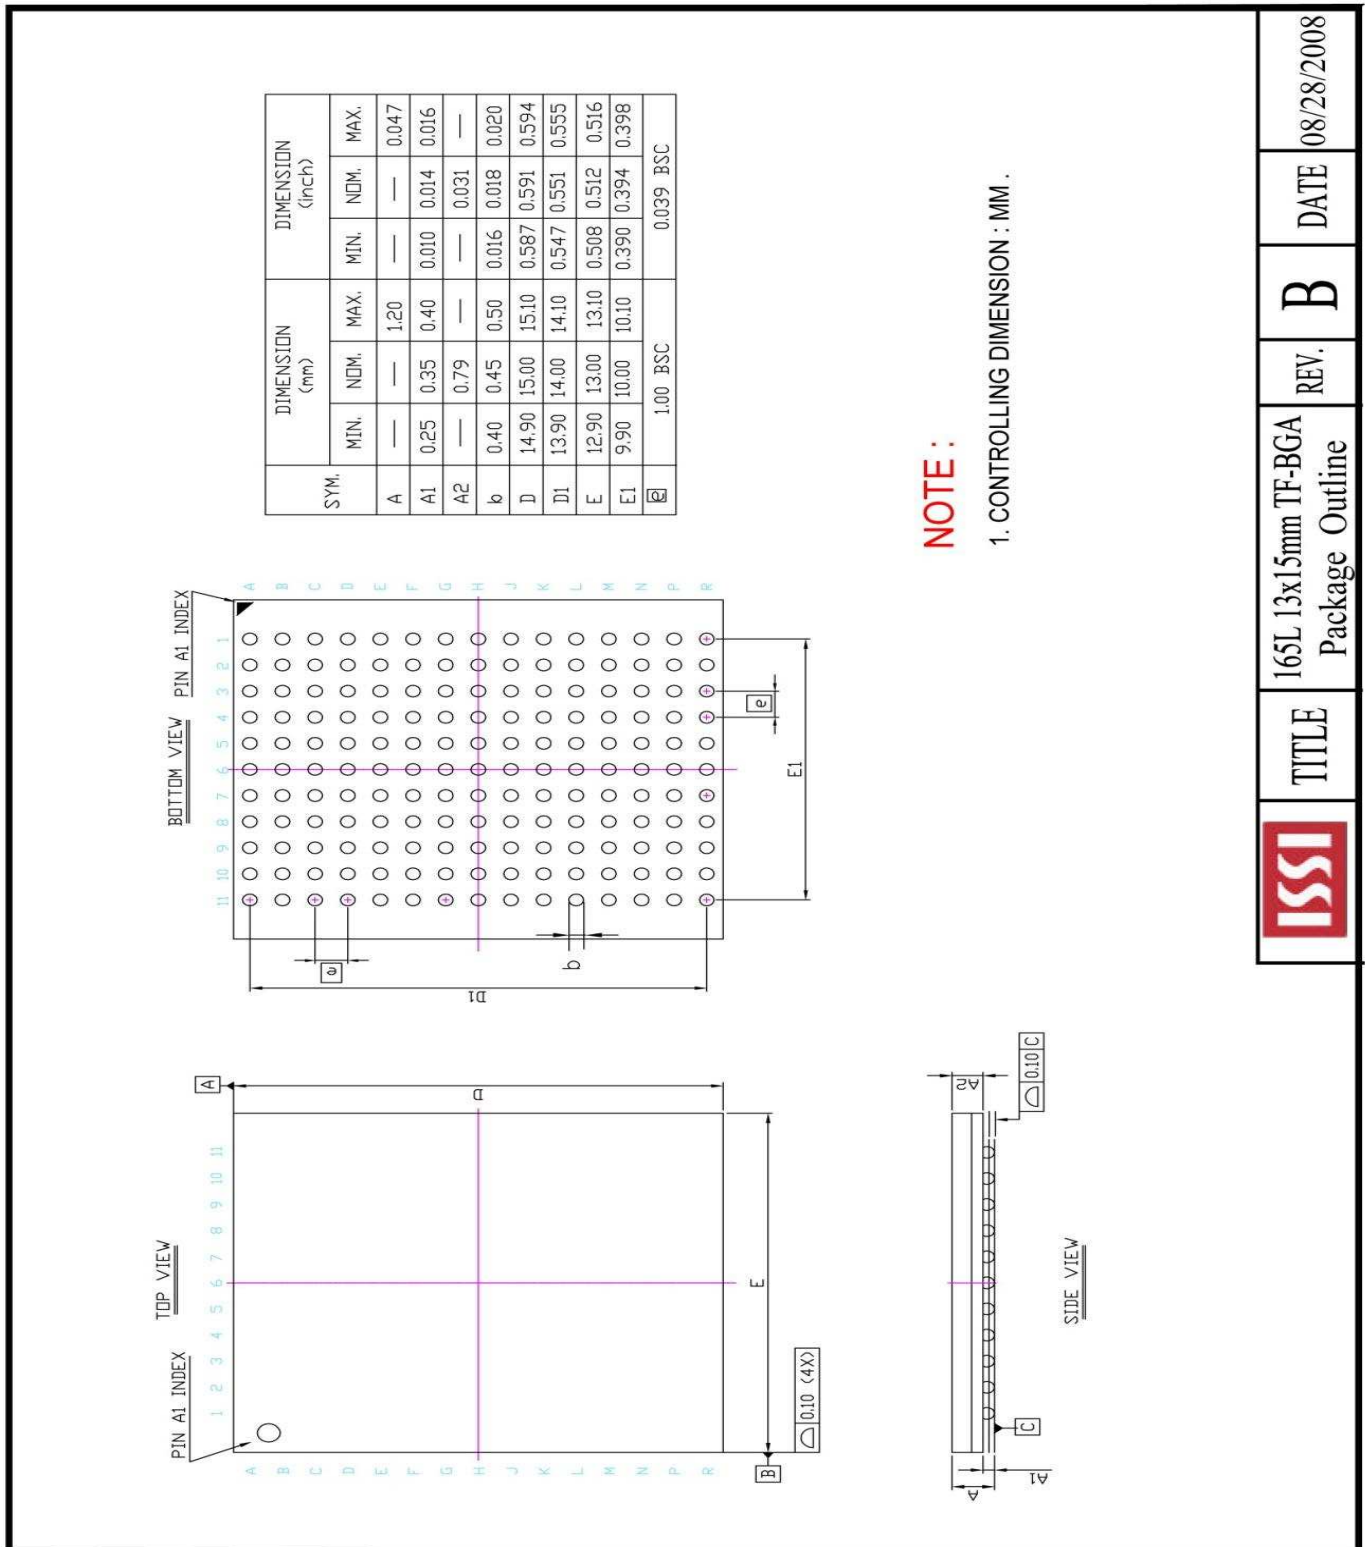 TOP VIEW
PIN A1 INDEX
1 2 3 4 5 6 7 8 9 10 11
A
B
C
D
E
F
G
H
J
K
L
M
N
P
R
A
D
E
B
0.10 (4X)
BOTTOM VIEW
PIN A1 INDEX
11 10 9 8 7 6 5 4 3 2 1
A
B
C
D
E
F
G
H
J
K
L
M
N
P
R
e
D1
b
e
E1
SYM. DIMENSION (mm) DIMENSION (inch)
MIN. NOM. MAX. MIN. NOM. MAX.
A — — 1.20 — — 0.047
A1 0.25 0.35 0.40 0.010 0.014 0.016
A2 — 0.79 — — 0.031 —
b 0.40 0.45 0.50 0.016 0.018 0.020
D 14.90 15.00 15.10 0.587 0.591 0.594
D1 13.90 14.00 14.10 0.547 0.551 0.555
E 12.90 13.00 13.10 0.508 0.512 0.516
E1 9.90 10.00 10.10 0.390 0.394 0.398
e 1.00 BSC 0.039 BSC
A
A1
C
A2
0.10 C
SIDE VIEW
NOTE :
1. CONTROLLING DIMENSION : MM .
ISSI
TITLE
165L 13x15mm TF-BGA
Package Outline
REV.
B
DATE
08/28/2008